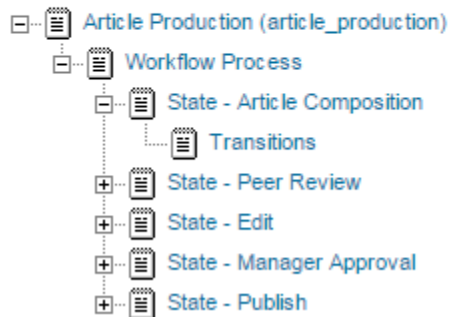 Article Production (article_production)
Workflow Process
State - Article Composition
Transitions
State - Peer Review
State - Edit
State - Manager Approval
State - Publish